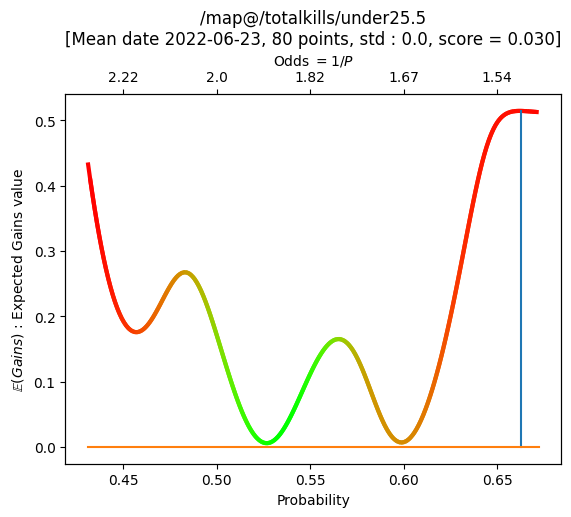 /map@/totalkills/under25.5
[Mean date 2022-06-23, 80 points, std : 0.0, score = 0.030]
Odds = 1/P
2.22 2.0 1.82 1.67 1.54
0.5
0.4
0.3
0.2
0.1
0.0
𝔼(Gains) : Expected Gains value
0.45 0.50 0.55 0.60 0.65
Probability